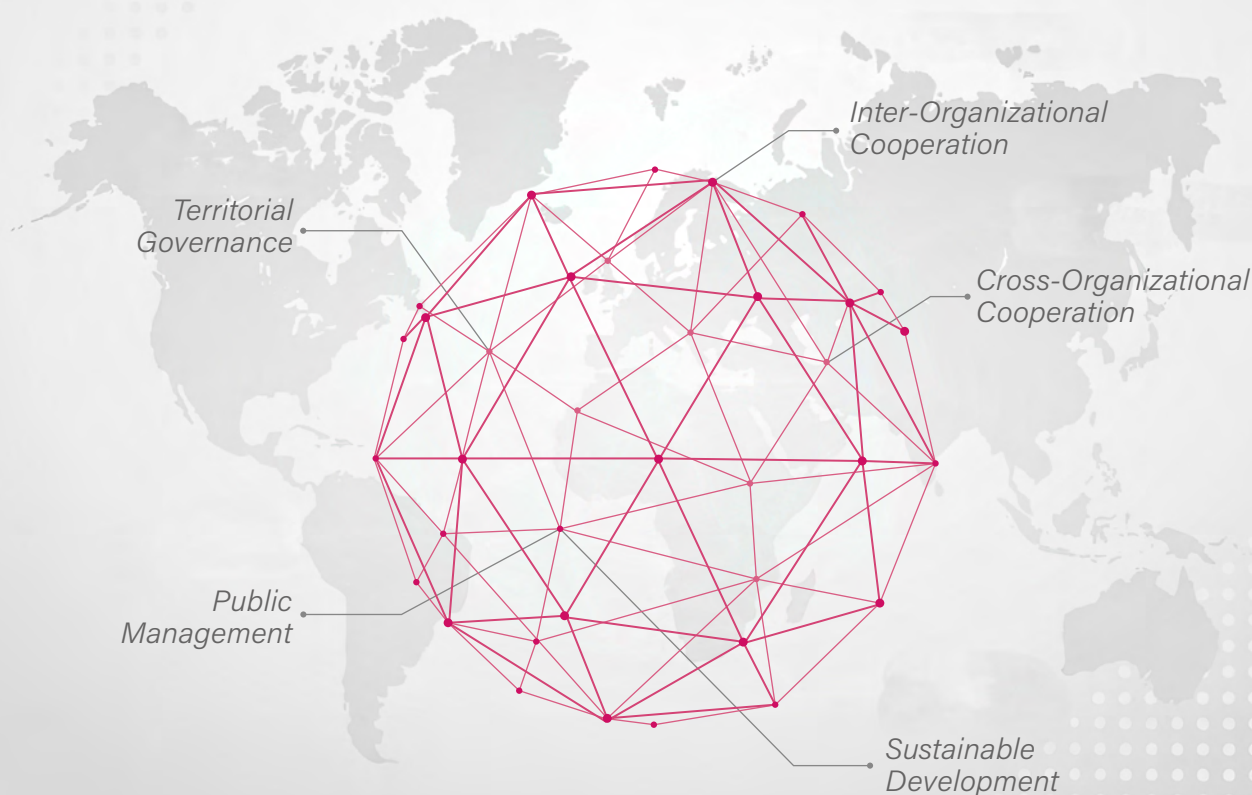 Inter-Organizational
Cooperation
Territorial
Governance
Cross-Organizational
Cooperation
Public
Management
Sustainable
Development